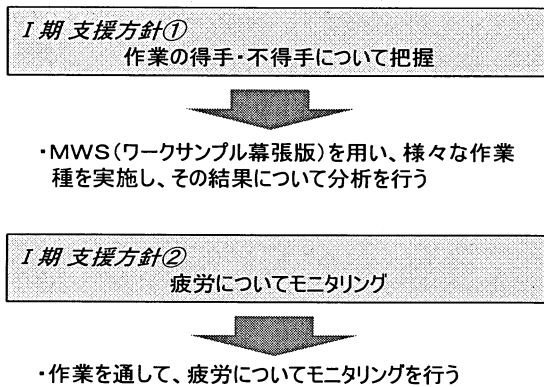 Ⅰ期 支援方針①
作業の得手・不得手について把握
・MWS(ワークサンプル幕張版)を用い、様々な作業
種を実施し、その結果について分析を行う
Ⅰ期 支援方針②
疲労についてモニタリング
・作業を通して、疲労についてモニタリングを行う